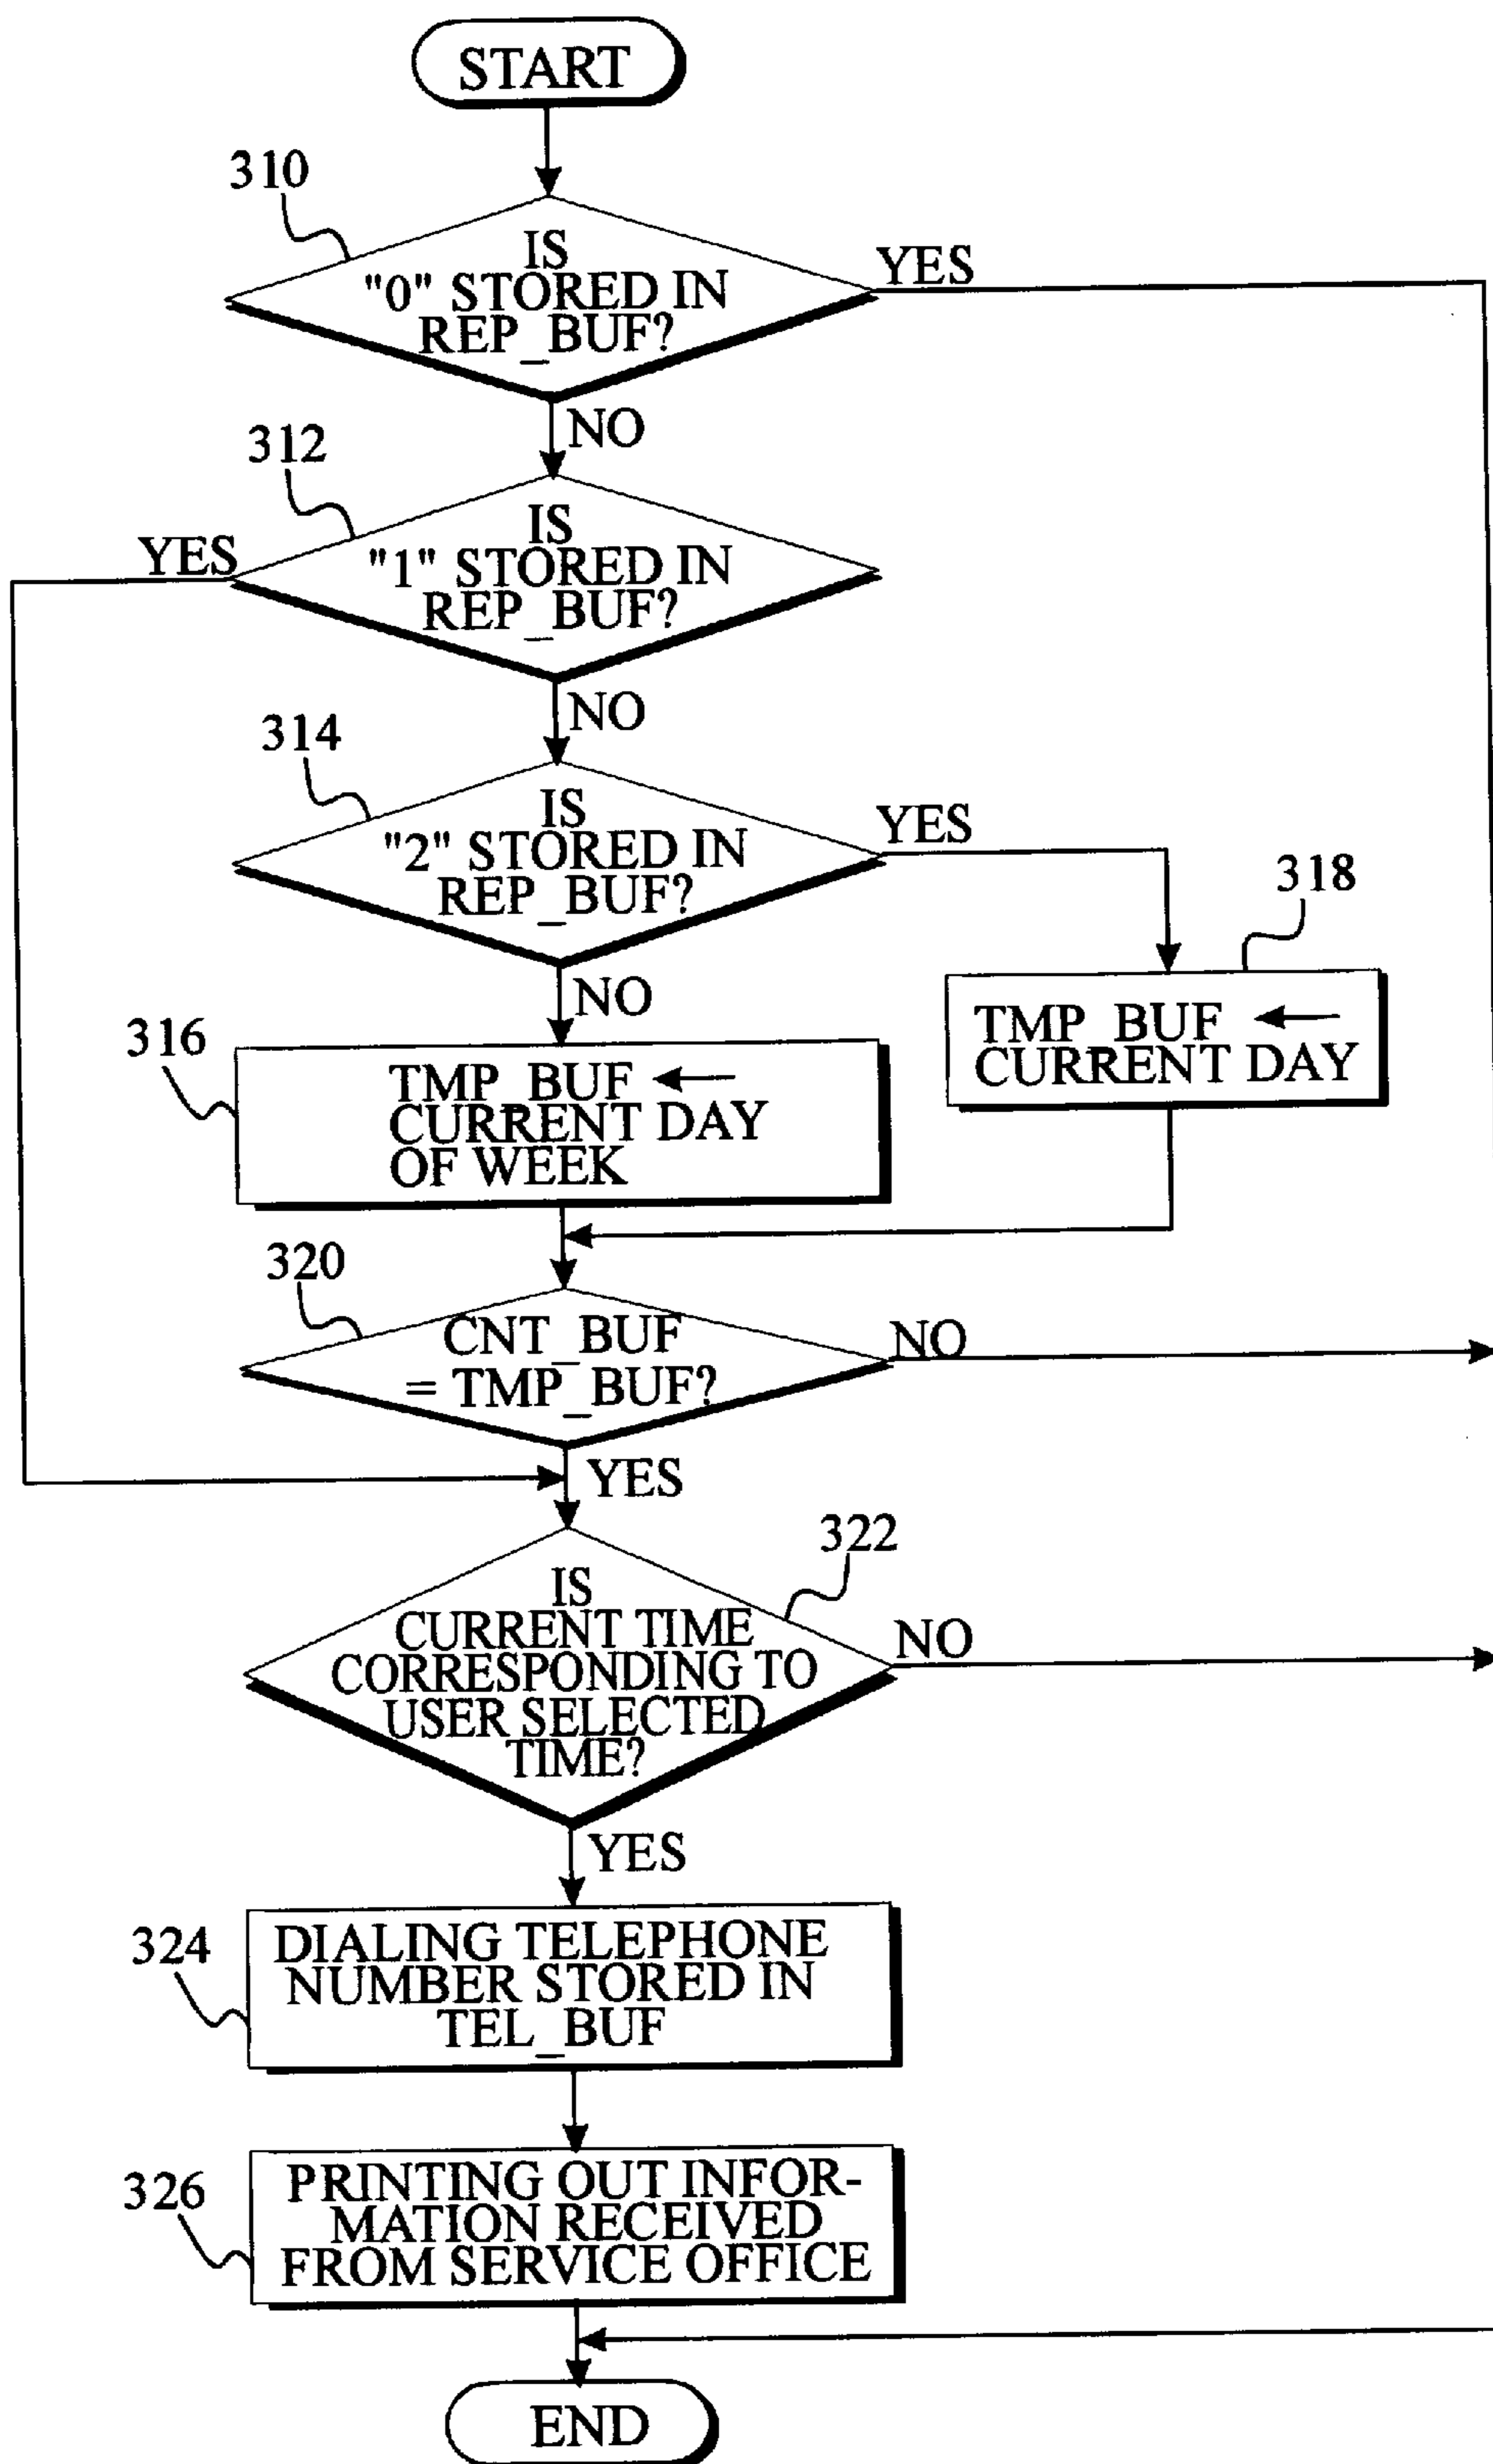 START
310
IS
"0" STORED IN
REP_BUF?
YES
NO
312
IS
"1" STORED IN
REP_BUF?
YES
NO
314
IS
"2" STORED IN
REP_BUF?
YES
318
TMP_BUF ←
CURRENT DAY
NO
316
TMP_BUF ←
CURRENT DAY
OF WEEK
320
CNT_BUF
= TMP_BUF?
NO
YES
322
IS
CURRENT TIME
CORRESPONDING TO
USER SELECTED
TIME?
NO
YES
324
DIALING TELEPHONE
NUMBER STORED IN
TEL_BUF
326
PRINTING OUT INFOR-
MATION RECEIVED
FROM SERVICE OFFICE
END